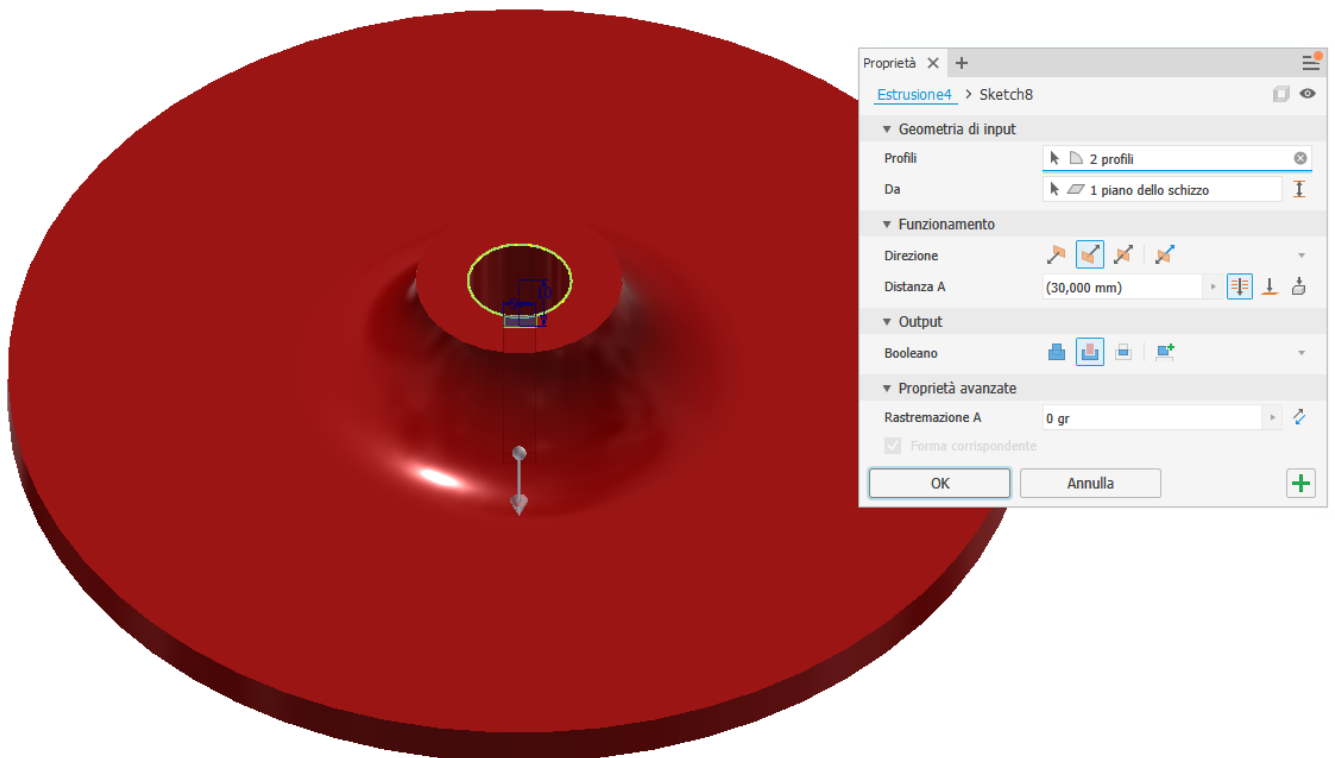 Proprietà
Estrusione4 > Sketch8
Geometria di input
Profili 2 profili
Da 1 piano dello schizzo
Funzionamento
Direzione
Distanza A (30,000 mm)
Output
Booleano
Proprietà avanzate
Rastremazione A 0 gr
Forma corrispondente
OK Annulla